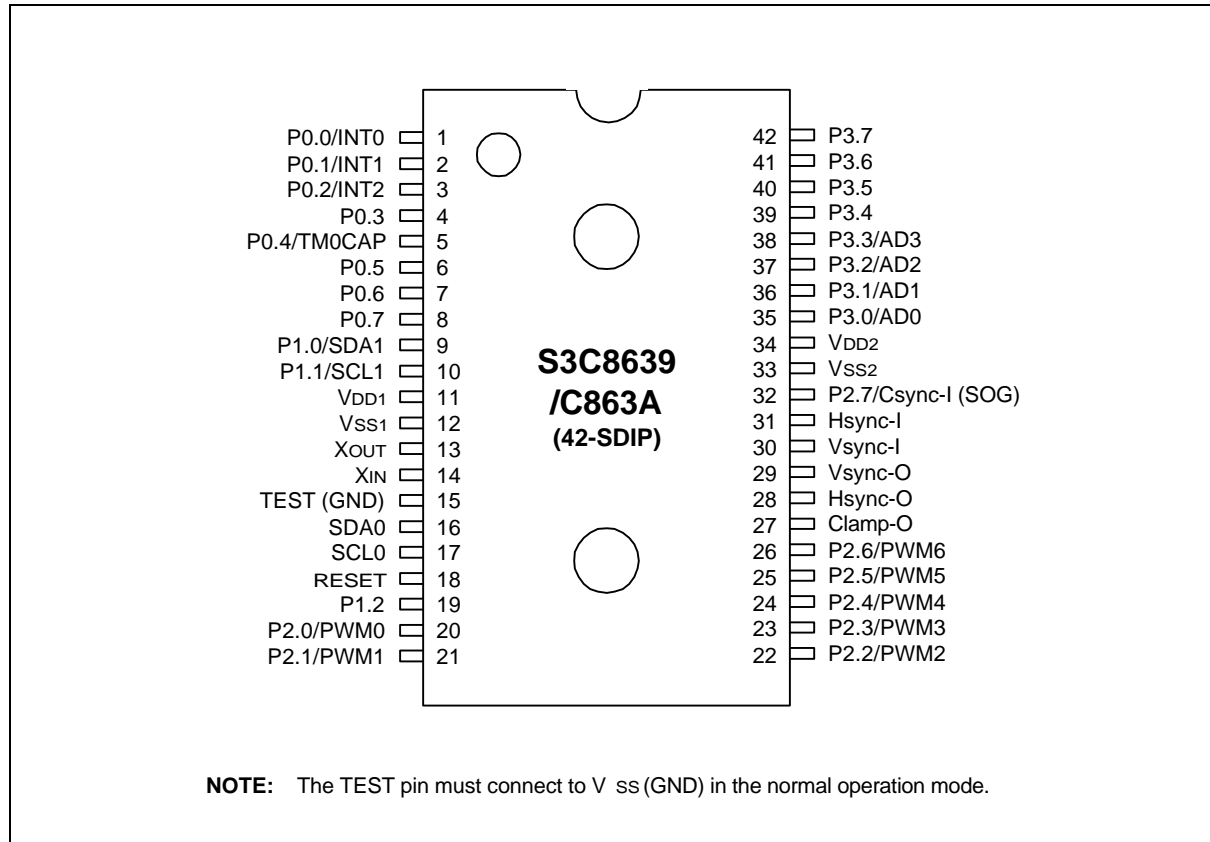 P0.0/INT0 1
P0.1/INT1 2
P0.2/INT2 3
P0.3 4
P0.4/TM0CAP 5
P0.5 6
P0.6 7
P0.7 8
P1.0/SDA1 9
P1.1/SCL1 10
VDD1 11
VSS1 12
XOUT 13
XIN 14
TEST (GND) 15
SDA0 16
SCL0 17
RESET 18
P1.2 19
P2.0/PWM0 20
P2.1/PWM1 21
S3C8639
/C863A
(42-SDIP)
42 P3.7
41 P3.6
40 P3.5
39 P3.4
38 P3.3/AD3
37 P3.2/AD2
36 P3.1/AD1
35 P3.0/AD0
34 VDD2
33 VSS2
32 P2.7/Csync-I (SOG)
31 Hsync-I
30 Vsync-I
29 Vsync-O
28 Hsync-O
27 Clamp-O
26 P2.6/PWM6
25 P2.5/PWM5
24 P2.4/PWM4
23 P2.3/PWM3
22 P2.2/PWM2
NOTE: The TEST pin must connect to V SS (GND) in the normal operation mode.